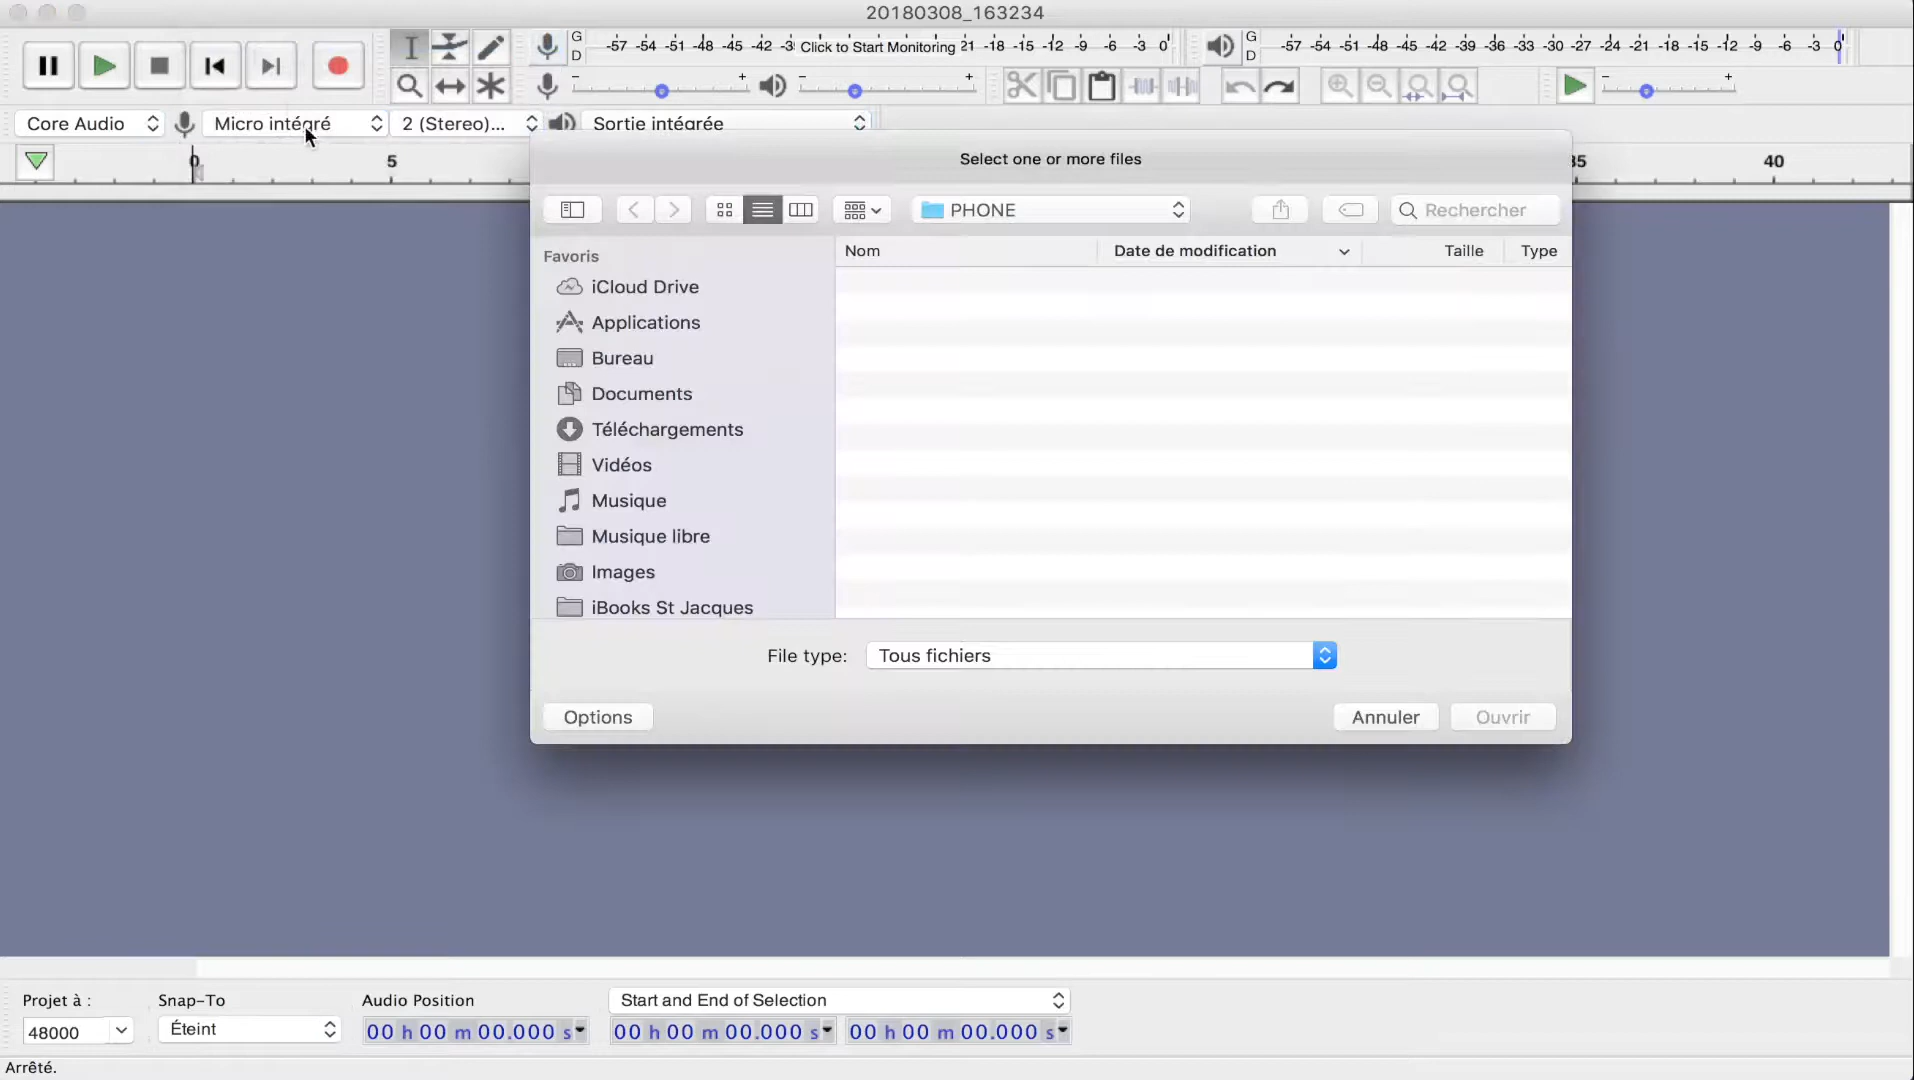 20180308_163234
G
D
-57 -54 -51 -48 -45 -42 -3 Click to Start Monitoring 21 -18 -15 -12 -9 -6 -3 0
G
D
-57 -54 -51 -48 -45 -42 -39 -36 -33 -30 -27 -24 -21 -18 -15 -12 -9 -6 -3 0
- + - + - +
Core Audio Micro intégré 2 (Stereo)... Sortie intégrée
0 5 35 40
Select one or more files
PHONE Rechercher
Favoris Nom Date de modification Taille Type
iCloud Drive
Applications
Bureau
Documents
Téléchargements
Vidéos
Musique
Musique libre
Images
iBooks St Jacques
File type: Tous fichiers
Options Annuler Ouvrir
Projet à : Snap-To Audio Position Start and End of Selection
48000 Éteint 00 h 00 m 00.000 s 00 h 00 m 00.000 s 00 h 00 m 00.000 s
Arrêté.